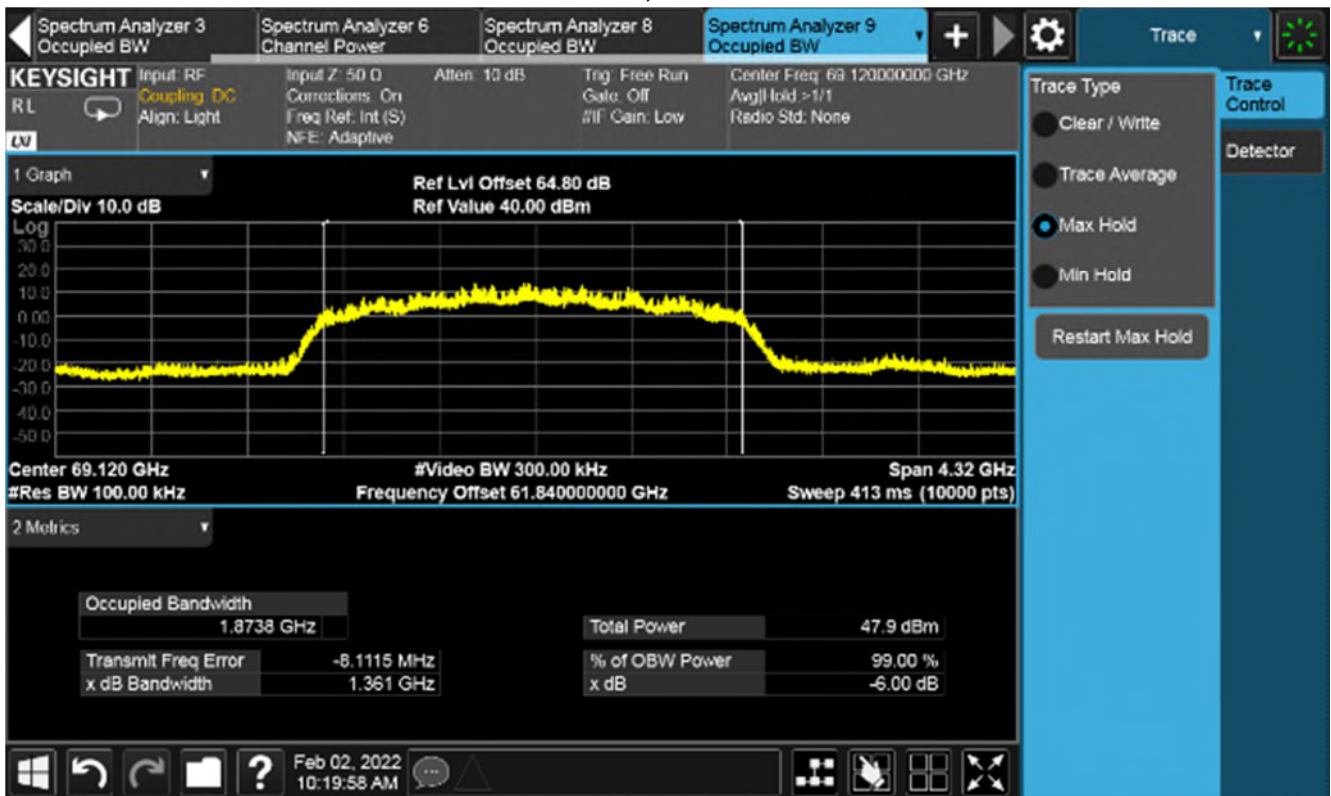 Spectrum Analyzer 3
Occupied BW
Spectrum Analyzer 6
Channel Power
Spectrum Analyzer 8
Occupied BW
Spectrum Analyzer 9
Occupied BW
Trace
KEYSIGHT
RL
LXI
Input: RF
Coupling: DC
Align: Light
Input Z: 50 Ω
Corrections: On
Freq Ref: Int (S)
NFE: Adaptive
Atten: 10 dB
Trig: Free Run
Gate: Off
#IF Gain: Low
Center Freq: 69.120000000 GHz
Avg|Hold:>1/1
Radio Std: None
1 Graph
Scale/Div 10.0 dB
Ref Lvl Offset 64.80 dB
Ref Value 40.00 dBm
Log
30.0
20.0
10.0
0.00
-10.0
-20.0
-30.0
-40.0
-50.0
Center 69.120 GHz
#Video BW 300.00 kHz
Span 4.32 GHz
#Res BW 100.00 kHz
Frequency Offset 61.840000000 GHz
Sweep 413 ms (10000 pts)
2 Metrics
Occupied Bandwidth
1.8738 GHz
Total Power 47.9 dBm
Transmit Freq Error -8.1115 MHz
% of OBW Power 99.00 %
x dB Bandwidth 1.361 GHz
x dB -6.00 dB
Feb 02, 2022
10:19:58 AM
Trace Type
Clear / Write
Trace Average
Max Hold
Min Hold
Restart Max Hold
Trace
Control
Detector